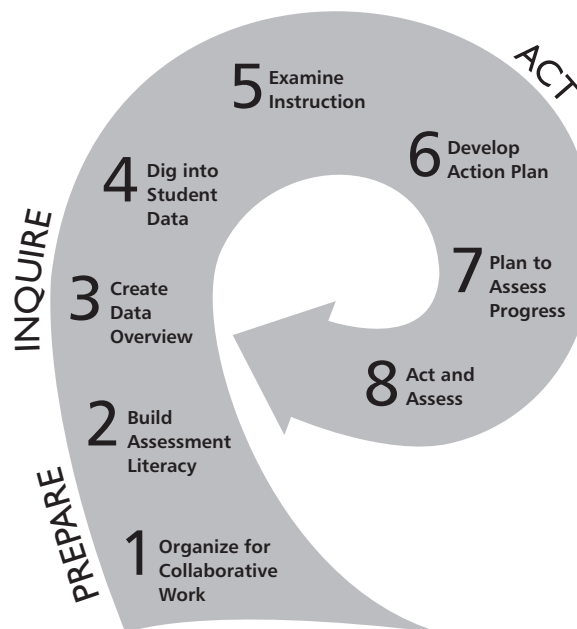 ACT
5 Examine
Instruction
6 Develop
Action Plan
4 Dig into
Student
Data
INQUIRE
7 Plan to
Assess
Progress
3 Create
Data
Overview
8 Act and
Assess
2 Build
Assessment
Literacy
PREPARE
1 Organize for
Collaborative
Work